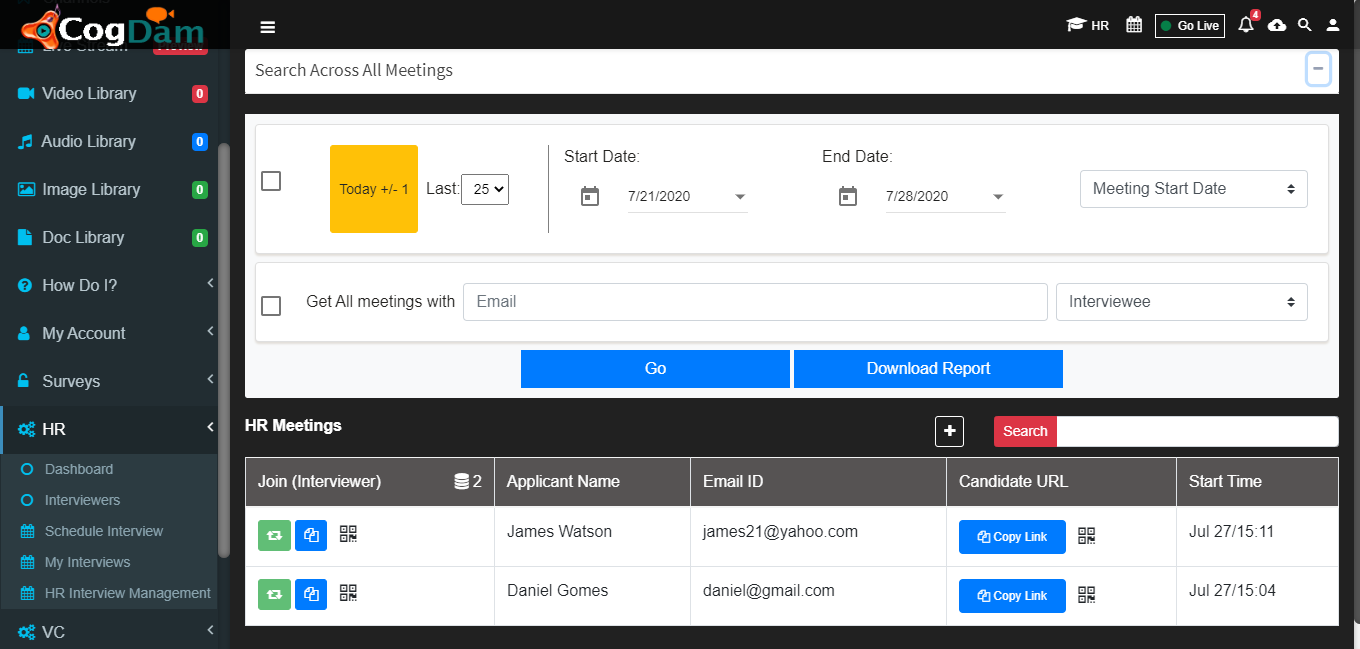 CogDam
HR
Go Live
4
Live Stream
Video Library
0
Audio Library
0
Image Library
0
Doc Library
0
How Do I?
My Account
Surveys
HR
Dashboard
Interviewers
Schedule Interview
My Interviews
HR Interview Management
VC
Search Across All Meetings
Today +/- 1
Last: 25
Start Date:
7/21/2020
End Date:
7/28/2020
Meeting Start Date
Get All meetings with
Email
Interviewee
Go
Download Report
HR Meetings
+
Search
Join (Interviewer) 2 Applicant Name Email ID Candidate URL Start Time
James Watson james21@yahoo.com Copy Link Jul 27/15:11
Daniel Gomes daniel@gmail.com Copy Link Jul 27/15:04